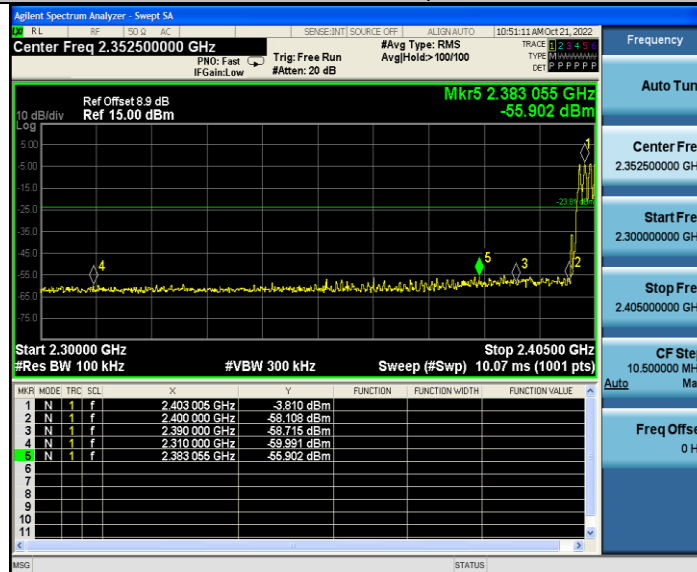 Agilent Spectrum Analyzer - Swept SA
RL RF 50 Ω AC SENSE:INT SOURCE OFF ALIGN AUTO 10:51:11 AM Oct 21, 2022
Center Freq 2.352500000 GHz
PNO: Fast
IFGain:Low
Trig: Free Run
#Atten: 20 dB
#Avg Type: RMS
Avg|Hold:> 100/100
TRACE 1 2 3 4 5 6
TYPE M
DET P P P P P
Frequency
Auto Tun
Center Fre
2.352500000 GH
Start Fre
2.300000000 GH
Stop Fre
2.405000000 GH
CF Ste
10.500000 MH
Auto Ma
Freq Offse
0 H
Mkr5 2.383 055 GHz
-55.902 dBm
Ref Offset 8.9 dB
10 dB/div Ref 15.00 dBm
Log
5.00
-5.00
-15.0
-25.0
-35.0
-45.0
-55.0
-65.0
-75.0
1
4
5
3
2
Start 2.30000 GHz Stop 2.40500 GHz
#Res BW 100 kHz #VBW 300 kHz Sweep (#Swp) 10.07 ms (1001 pts)
MKR MODE TRC SCL X Y FUNCTION FUNCTION WIDTH FUNCTION VALUE
1 N 1 f 2.403 005 GHz -3.810 dBm
2 N 1 f 2.400 000 GHz -58.108 dBm
3 N 1 f 2.390 000 GHz -58.715 dBm
4 N 1 f 2.310 000 GHz -59.991 dBm
5 N 1 f 2.383 055 GHz -55.902 dBm
6
7
8
9
10
11
MSG STATUS